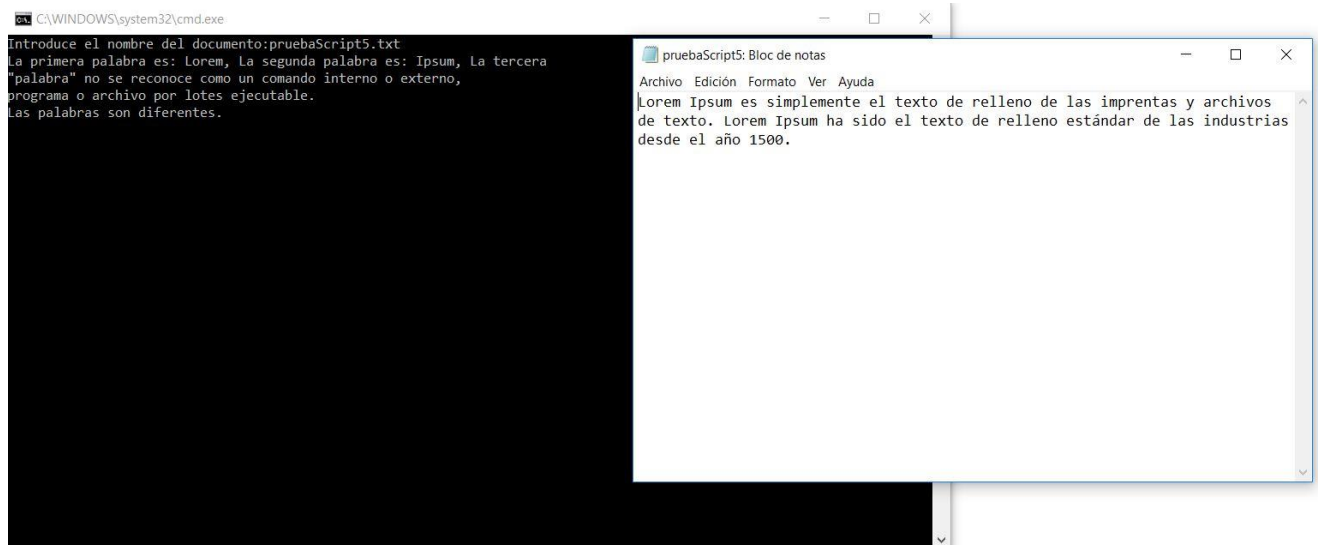 C:\WINDOWS\system32\cmd.exe
Introduce el nombre del documento:pruebaScript5.txt
La primera palabra es: Lorem, La segunda palabra es: Ipsum, La tercera
"palabra" no se reconoce como un comando interno o externo,
programa o archivo por lotes ejecutable.
Las palabras son diferentes.
pruebaScript5: Bloc de notas
Archivo Edición Formato Ver Ayuda
Lorem Ipsum es simplemente el texto de relleno de las imprentas y archivos
de texto. Lorem Ipsum ha sido el texto de relleno estándar de las industrias
desde el año 1500.